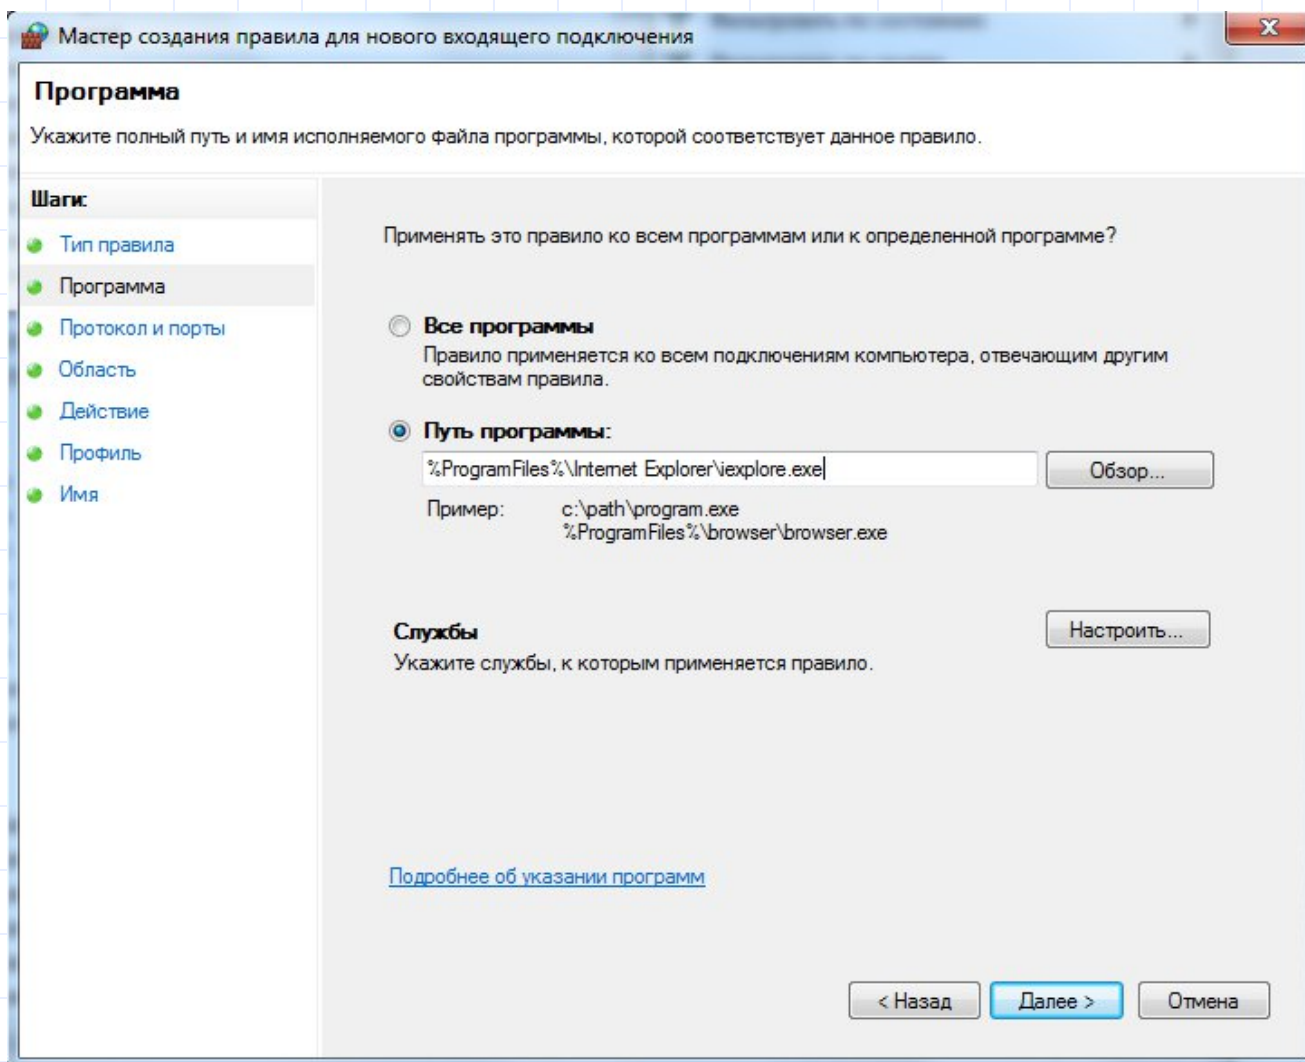 Мастер создания правила для нового входящего подключения
Программа
Укажите полный путь и имя исполняемого файла программы, которой соответствует данное правило.
Шаги:
Тип правила
Программа
Протокол и порты
Область
Действие
Профиль
Имя
Применять это правило ко всем программам или к определенной программе?
Все программы
Правило применяется ко всем подключениям компьютера, отвечающим другим
свойствам правила.
Путь программы:
%ProgramFiles%\Internet Explorer\iexplore.exe
Обзор...
Пример: c:\path\program.exe
%ProgramFiles%\browser\browser.exe
Службы
Настроить...
Укажите службы, к которым применяется правило.
Подробнее об указании программ
< Назад Далее > Отмена